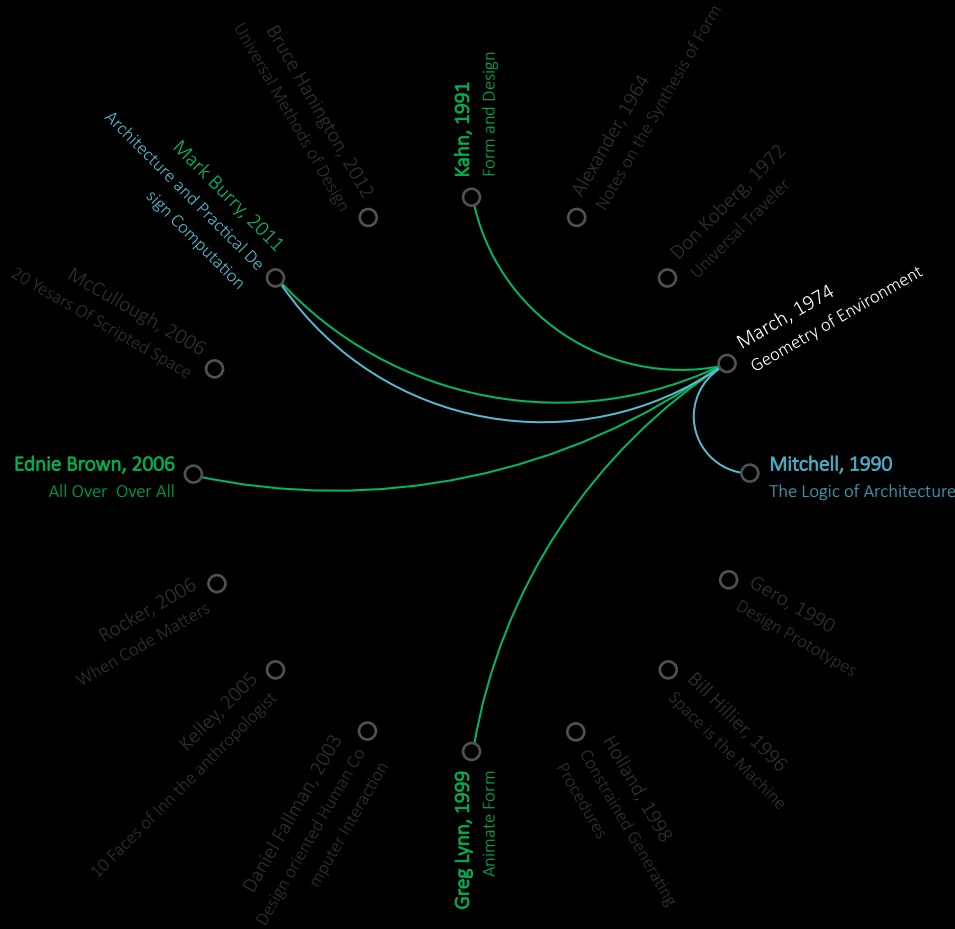 Kahn, 1991
Form and Design
Alexander, 1964
Notes on the Synthesis of Form
Don Koberg, 1972
Universal Traveler
March, 1974
Geometry of Environment
Mitchell, 1990
The Logic of Architecture
Gero, 1990
Design Prototypes
Bill Hillier, 1996
Space is the Machine
Holland, 1998
Constrained Generating
Procedures
Greg Lynn, 1999
Animate Form
Daniel Fallman, 2003
Design oriented Human Co
mputer Interaction
Kelley, 2005
10 Faces of Inn the anthropologist
Rocker, 2006
When Code Matters
Ednie Brown, 2006
All Over  Over All
McCullough, 2006
20 Yesars Of Scripted Space
Mark Burry, 2011
Architecture and Practical De
sign Computation
Bruce Hanington, 2012
Universal Methods of Design